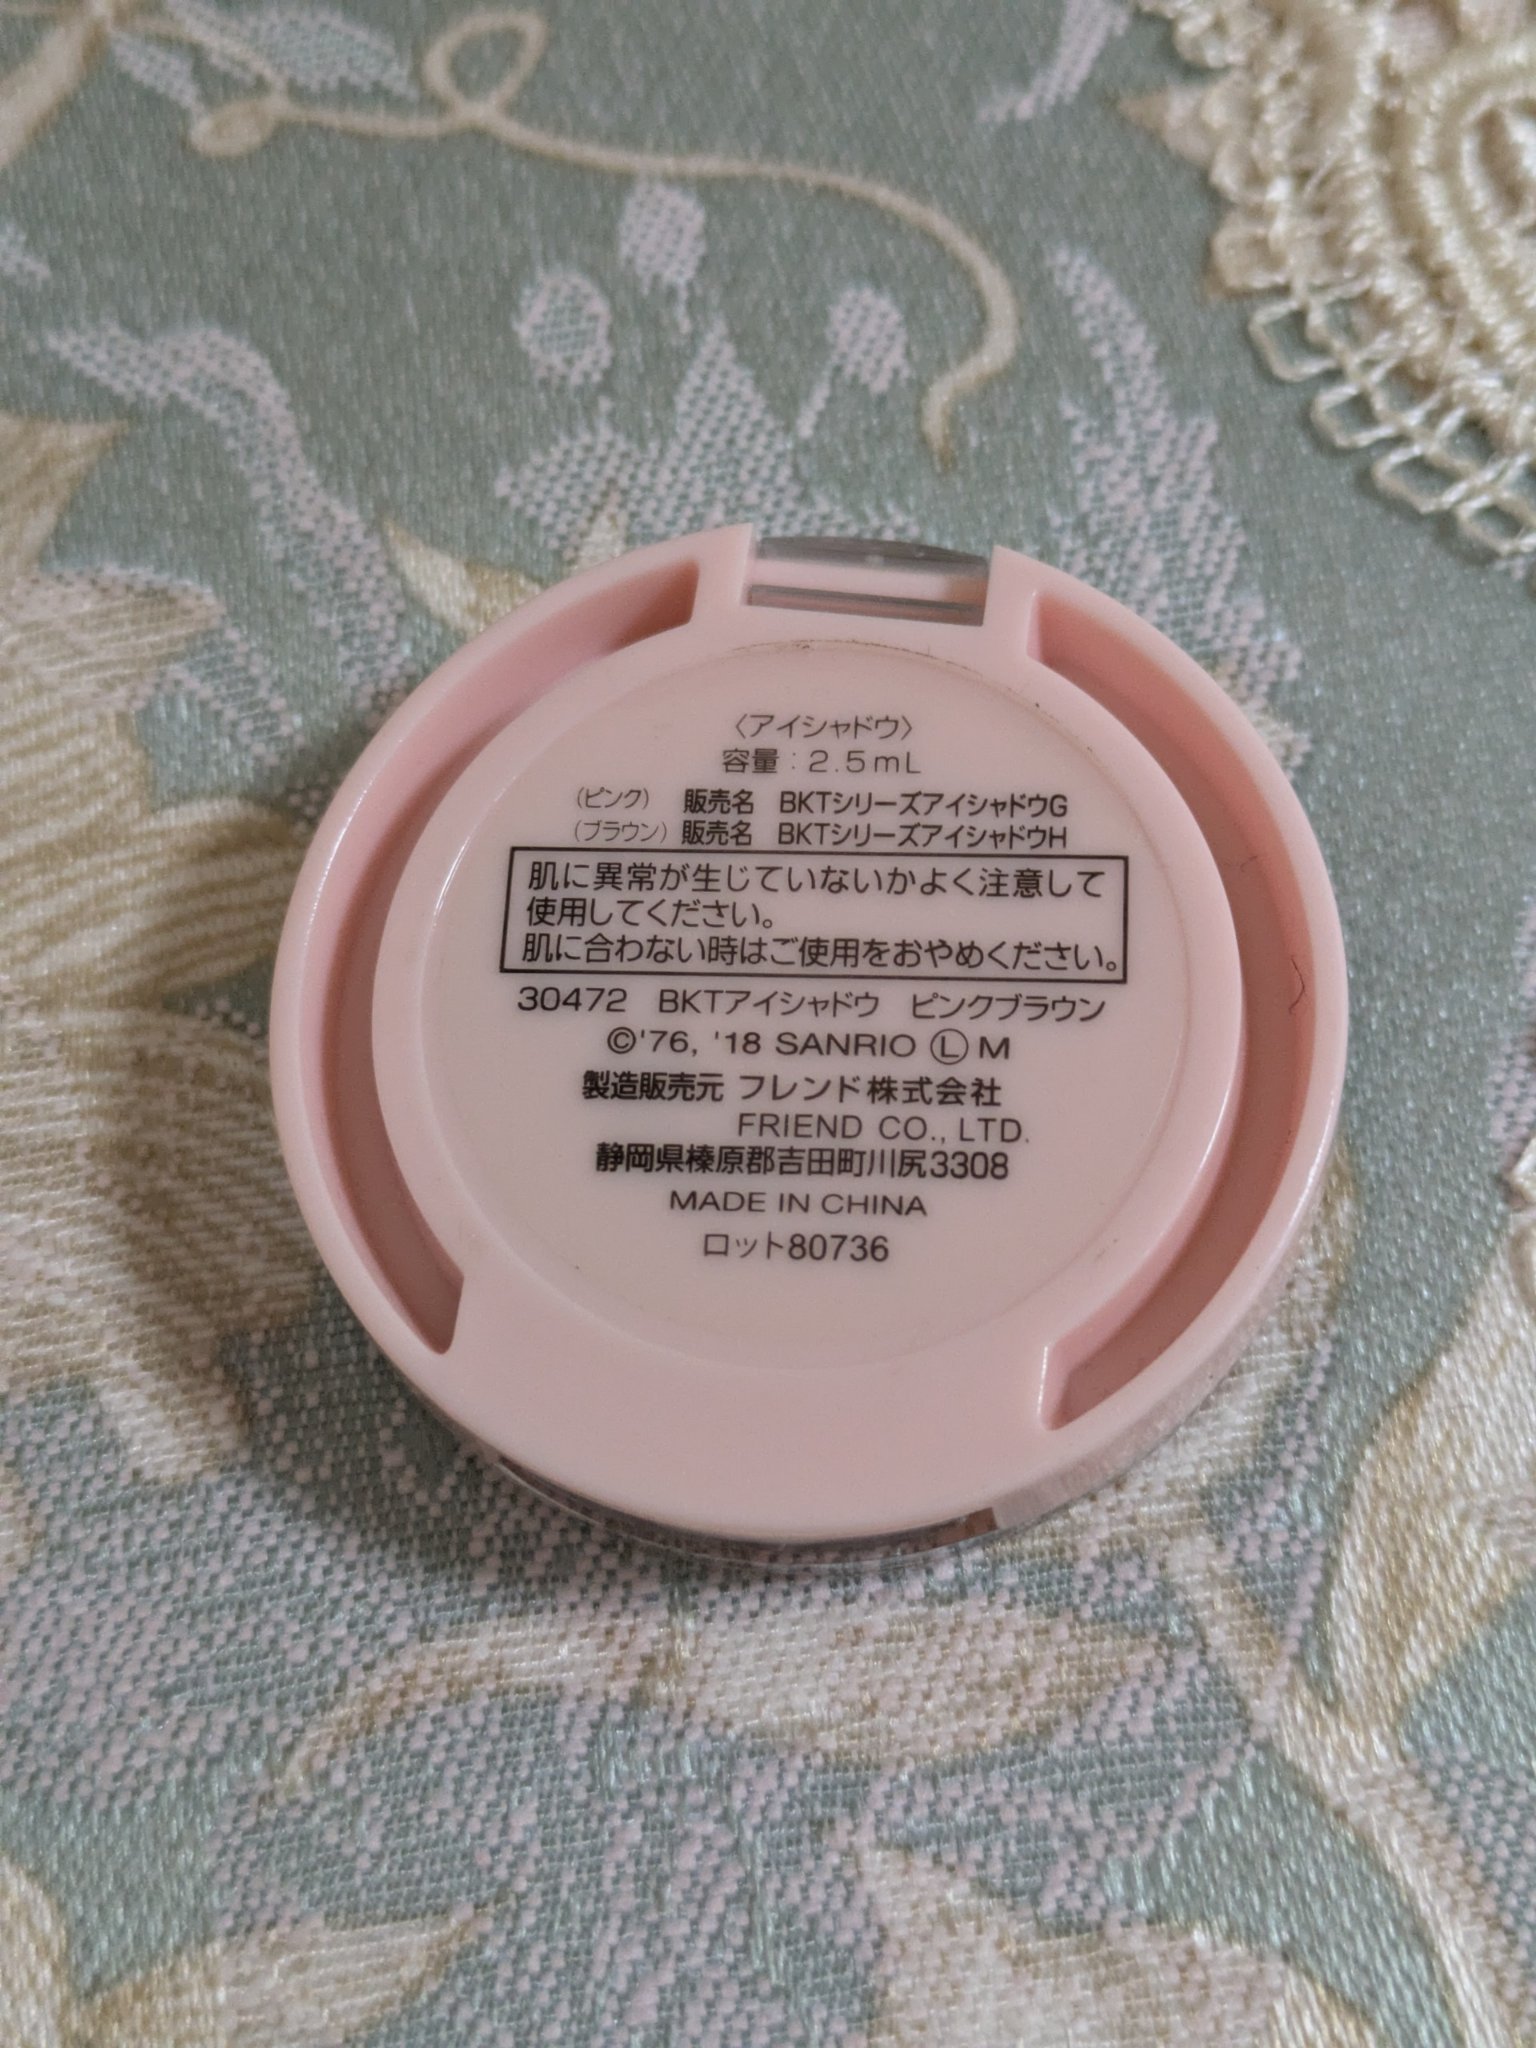 〈アイシャドウ〉
容量：2.5mL
(ピンク) 販売名 BKTシリーズアイシャドウG
(ブラウン) 販売名 BKTシリーズアイシャドウH
肌に異常が生じていないかよく注意して
使用してください。
肌に合わない時はご使用をおやめください。
30472 BKTアイシャドウ ピンクブラウン
©'76, '18 SANRIO Ⓛ M
製造販売元 フレンド株式会社
FRIEND CO., LTD.
静岡県榛原郡吉田町川尻3308
MADE IN CHINA
ロット80736